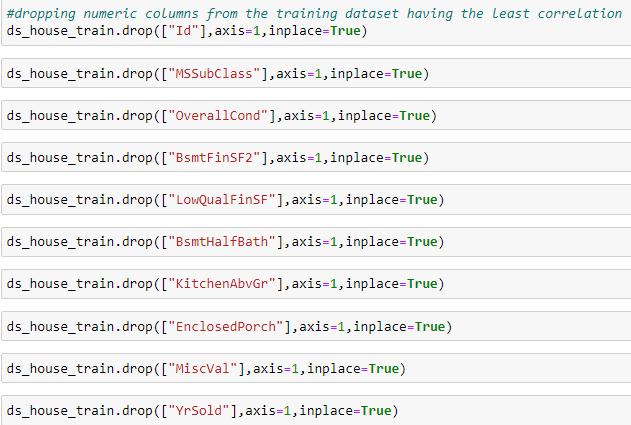 #dropping numeric columns from the training dataset having the least correlation
ds_house_train.drop(["Id"],axis=1,inplace=True)
ds_house_train.drop(["MSSubClass"],axis=1,inplace=True)
ds_house_train.drop(["OverallCond"],axis=1,inplace=True)
ds_house_train.drop(["BsmtFinSF2"],axis=1,inplace=True)
ds_house_train.drop(["LowQualFinSF"],axis=1,inplace=True)
ds_house_train.drop(["BsmtHalfBath"],axis=1,inplace=True)
ds_house_train.drop(["KitchenAbvGr"],axis=1,inplace=True)
ds_house_train.drop(["EnclosedPorch"],axis=1,inplace=True)
ds_house_train.drop(["MiscVal"],axis=1,inplace=True)
ds_house_train.drop(["YrSold"],axis=1,inplace=True)